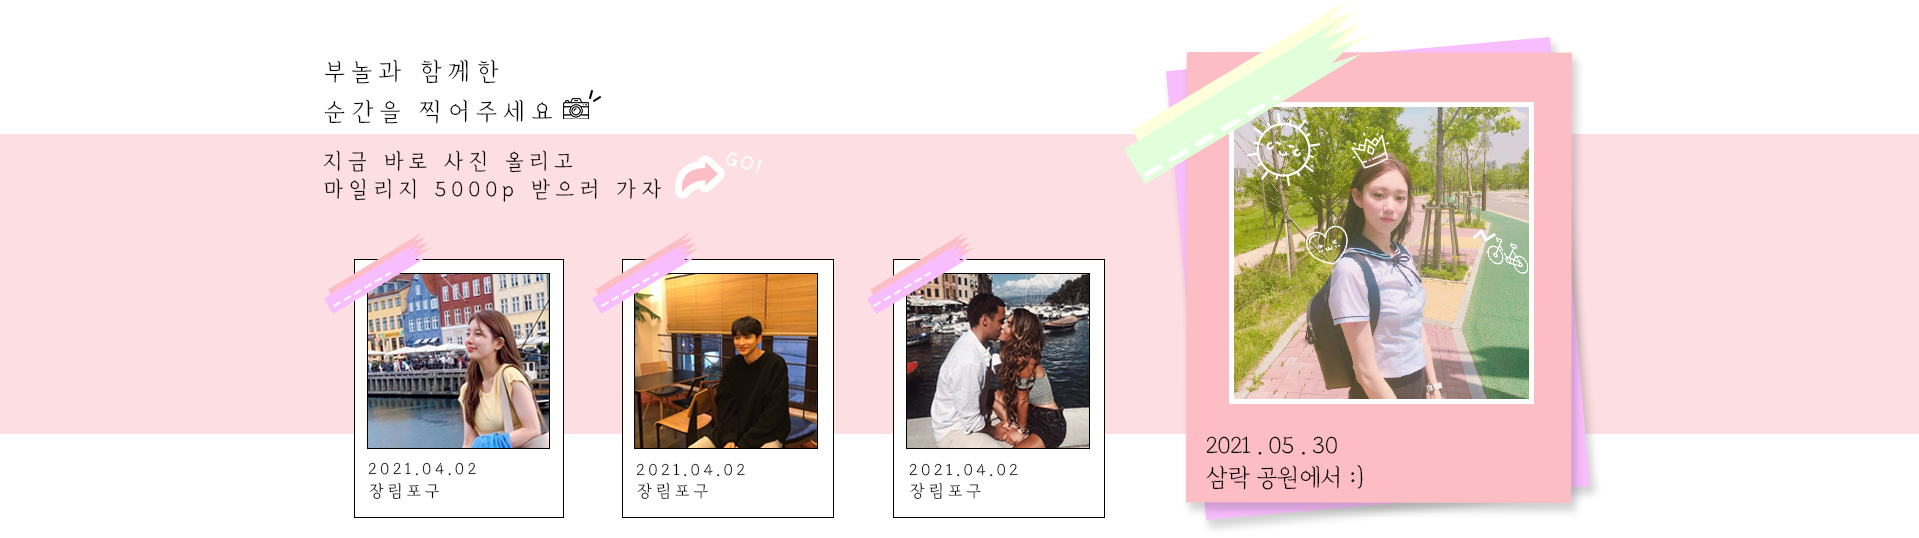 부놀과 함께한
순간을 찍어주세요
지금 바로 사진 올리고
마일리지 5000p 받으러 가자
GO!
2021.04.02
장림포구
2021.04.02
장림포구
2021.04.02
장림포구
2021.05.30
삼락 공원에서 :)